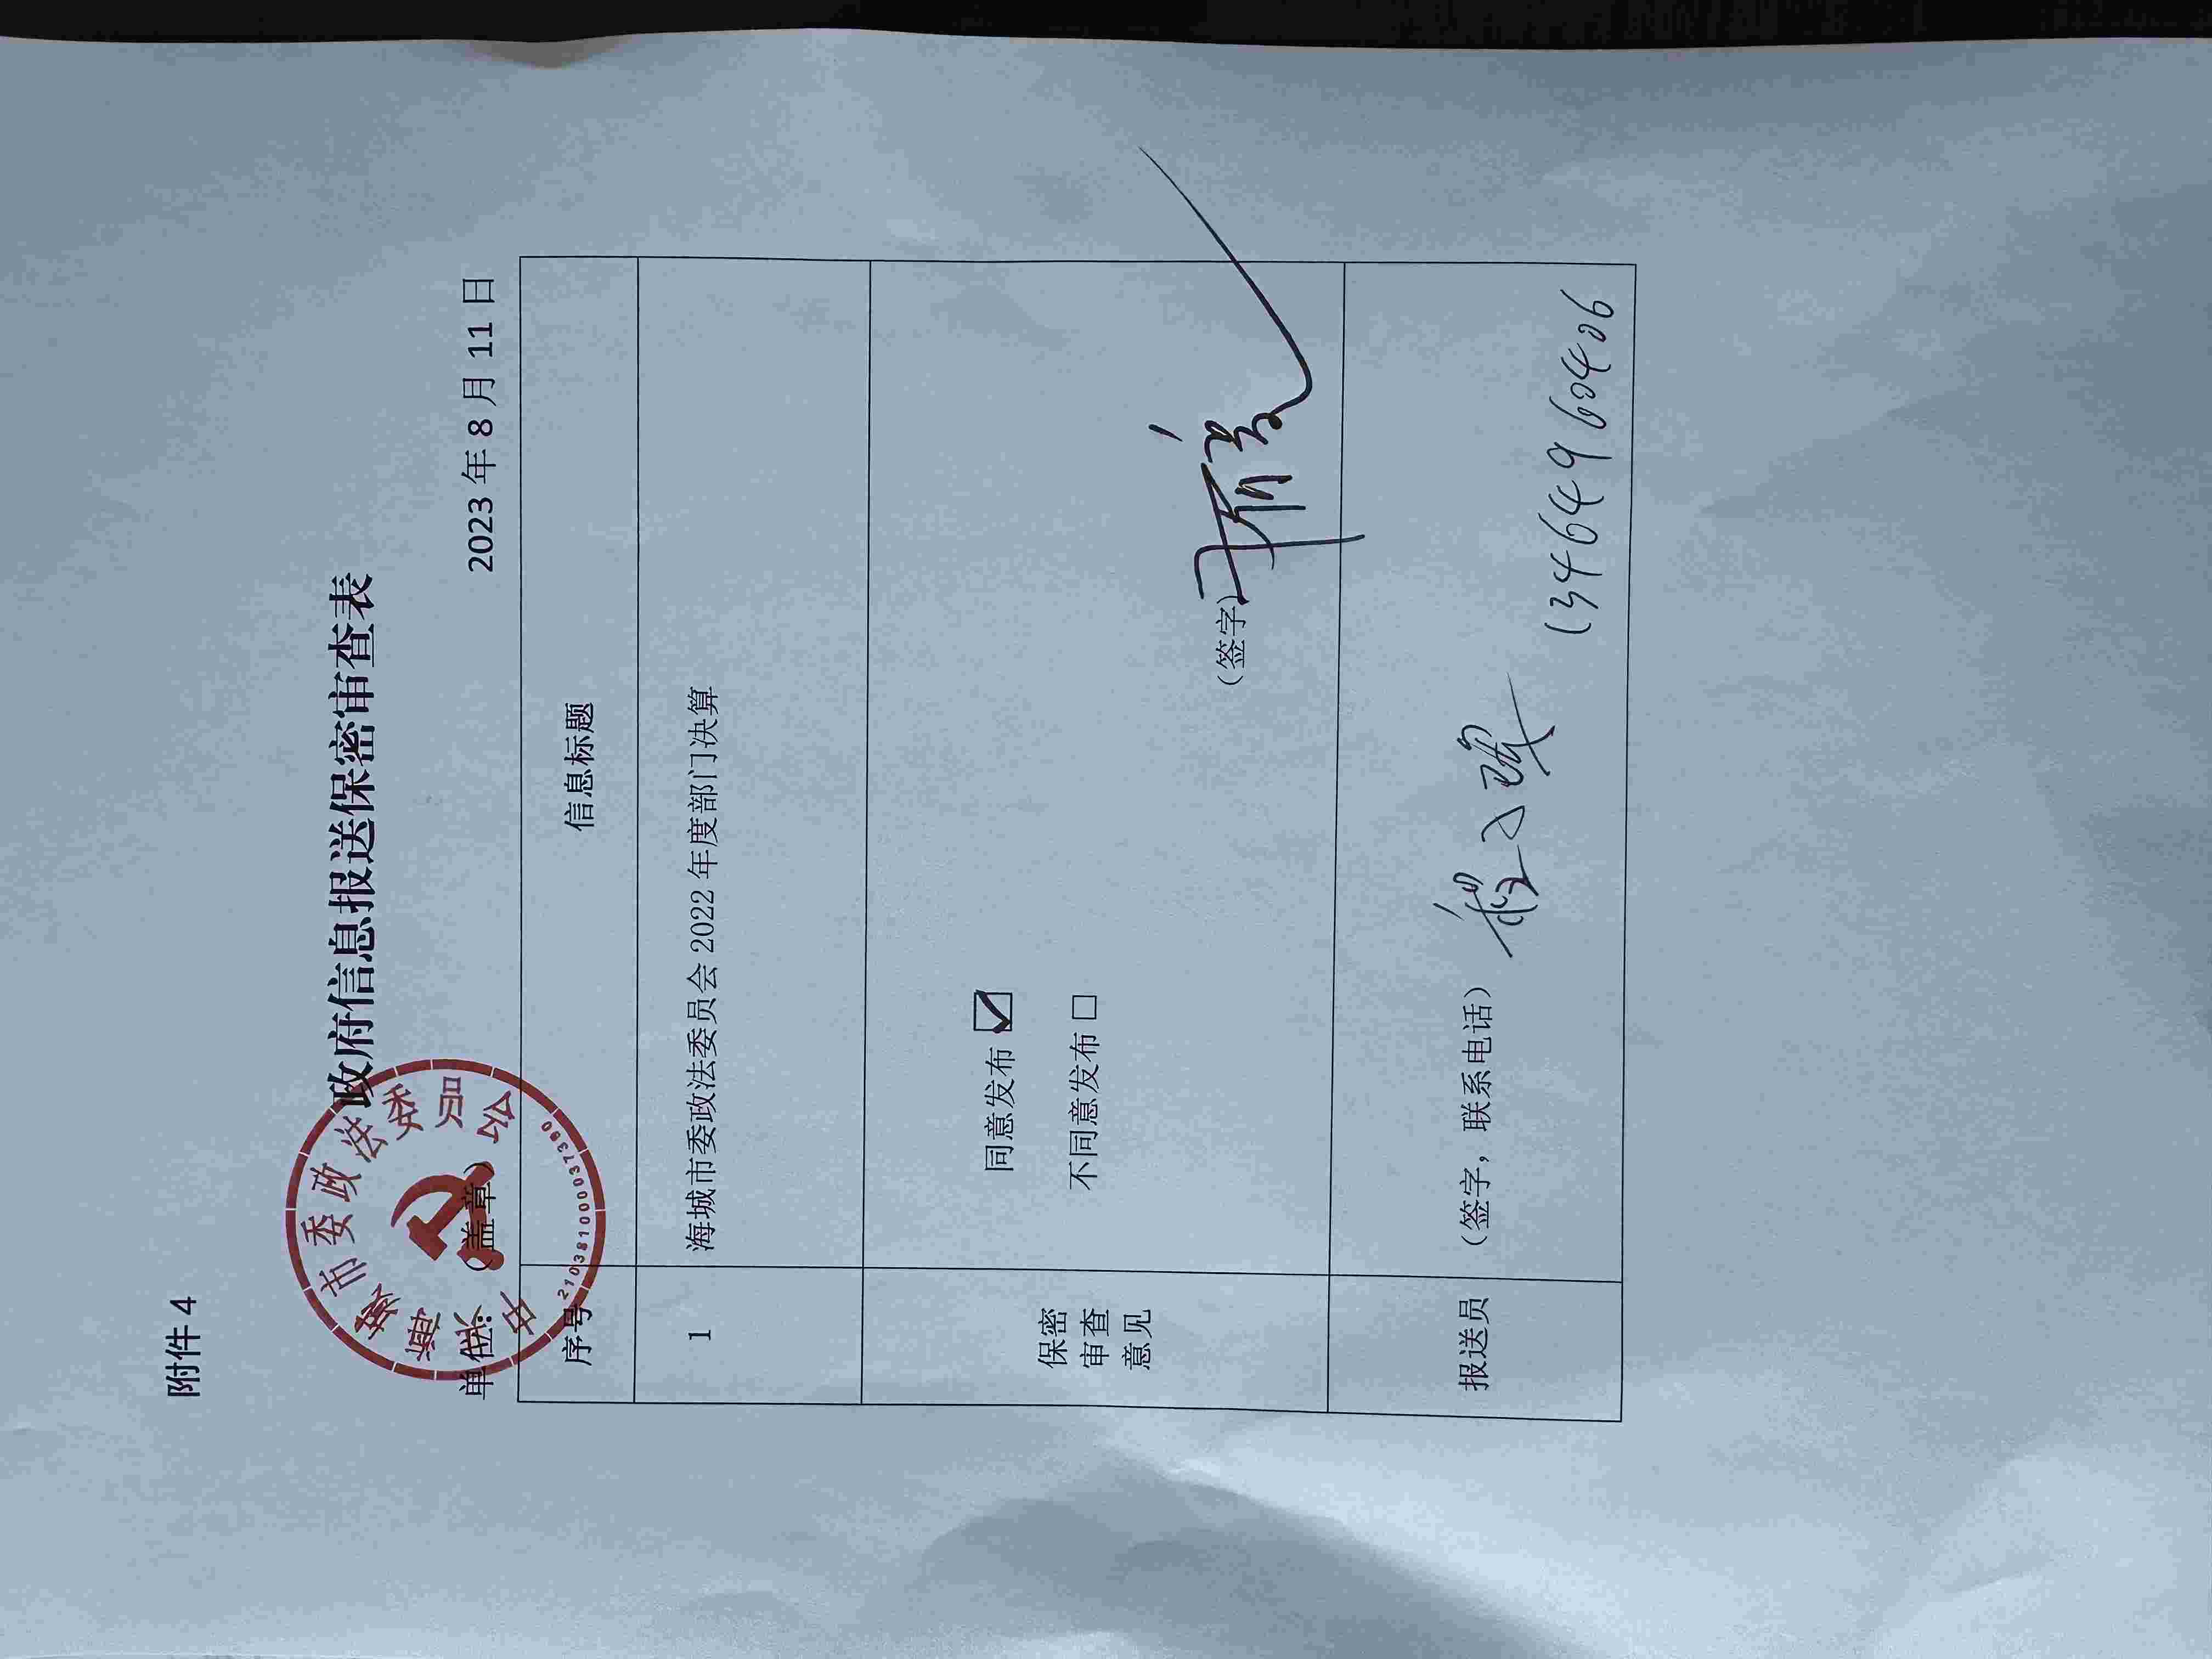 附件 4
政府信息报送保密审查表
单位：（盖章） 2023 年 8 月 11 日
海城市委政法委员会
2103810000373690
序号 信息标题
1 海城市委政法委员会 2022 年度部门决算
保密审查意见
同意发布☑
不同意发布□
（签字）
报送员 （签字，联系电话）